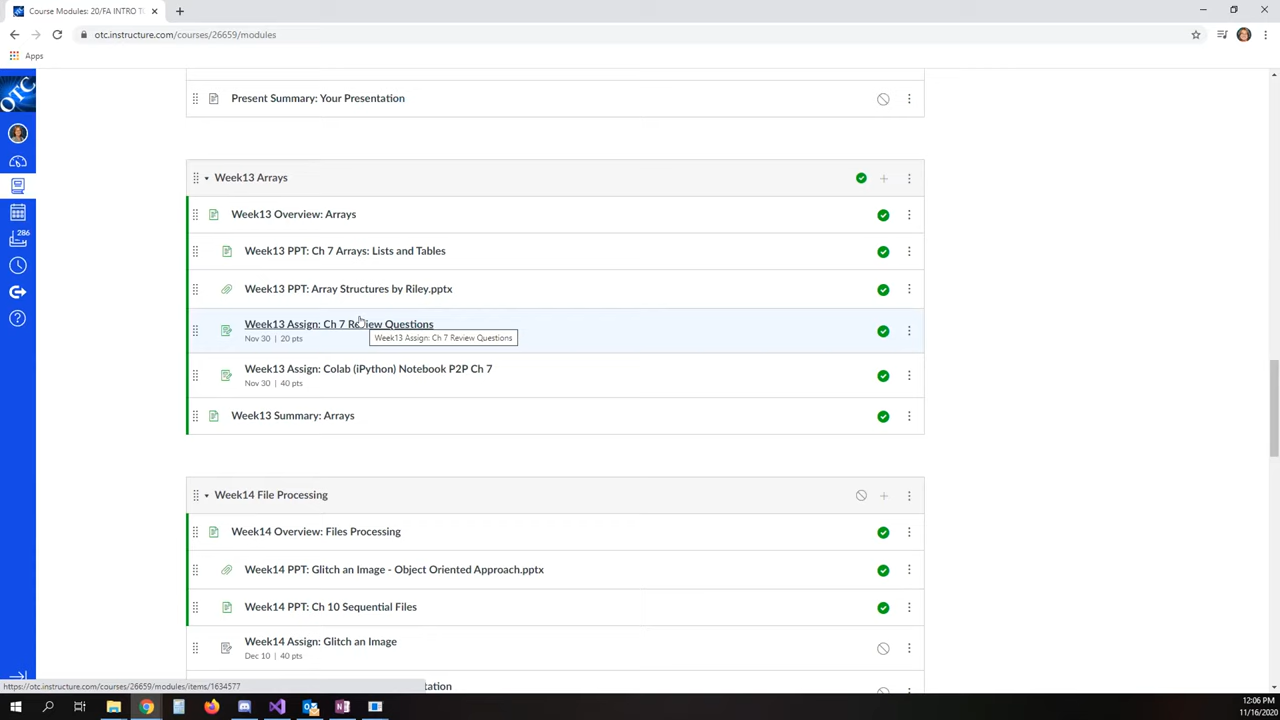 Course Modules: 20/FA INTRO T
otc.instructure.com/courses/26659/modules
Apps
OTC
286
Present Summary: Your Presentation
Week13 Arrays
Week13 Overview: Arrays
Week13 PPT: Ch 7 Arrays: Lists and Tables
Week13 PPT: Array Structures by Riley.pptx
Week13 Assign: Ch 7 Review Questions
Week13 Assign: Ch 7 Review Questions
Nov 30 | 20 pts
Week13 Assign: Colab (iPython) Notebook P2P Ch 7
Nov 30 | 40 pts
Week13 Summary: Arrays
Week14 File Processing
Week14 Overview: Files Processing
Week14 PPT: Glitch an Image - Object Oriented Approach.pptx
Week14 PPT: Ch 10 Sequential Files
Week14 Assign: Glitch an Image
Dec 10 | 40 pts
https://otc.instructure.com/courses/26659/modules/items/1634577
tation
12:06 PM
11/16/2020